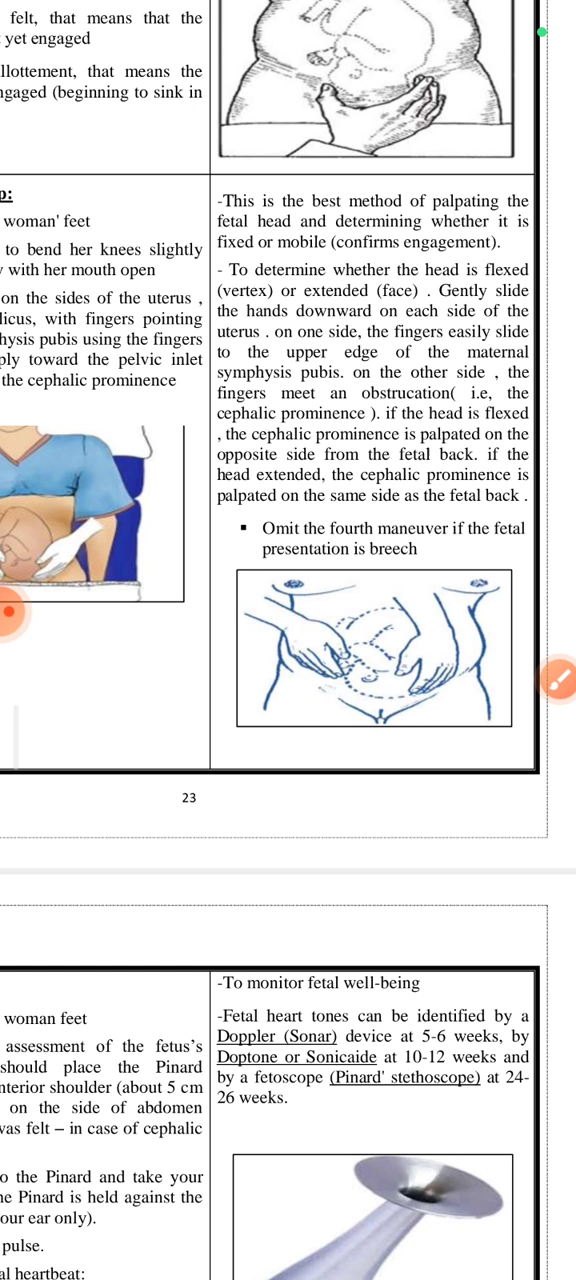 felt, that means that the
yet engaged
llottement, that means the
ngaged (beginning to sink in
p:
woman' feet
to bend her knees slightly
with her mouth open
on the sides of the uterus ,
licus, with fingers pointing
hysis pubis using the fingers
ply toward the pelvic inlet
the cephalic prominence
-This is the best method of palpating the
fetal head and determining whether it is
fixed or mobile (confirms engagement).
- To determine whether the head is flexed
(vertex) or extended (face) . Gently slide
the hands downward on each side of the
uterus . on one side, the fingers easily slide
to the upper edge of the maternal
symphysis pubis. on the other side , the
fingers meet an obstrucation( i.e, the
cephalic prominence ). if the head is flexed
, the cephalic prominence is palpated on the
opposite side from the fetal back. if the
head extended, the cephalic prominence is
palpated on the same side as the fetal back .
▪ Omit the fourth maneuver if the fetal
presentation is breech
23
woman feet
assessment of the fetus’s
should place the Pinard
nterior shoulder (about 5 cm
on the side of abdomen
was felt – in case of cephalic
o the Pinard and take your
he Pinard is held against the
our ear only).
pulse.
al heartbeat:
-To monitor fetal well-being
-Fetal heart tones can be identified by a
Doppler (Sonar) device at 5-6 weeks, by
Doptone or Sonicaide at 10-12 weeks and
by a fetoscope (Pinard' stethoscope) at 24-
26 weeks.